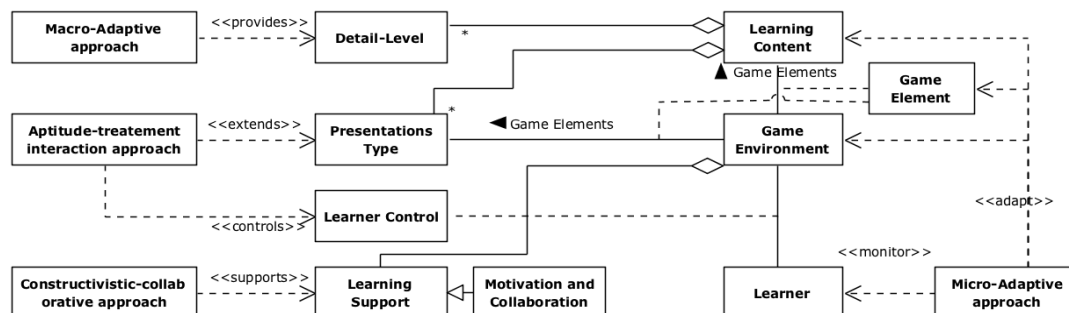 Macro-Adaptive
approach
<<provides>>
Detail-Level
*
Learning
Content
◄ Game Elements
Game
Element
Aptitude-treatement
interaction approach
<<extends>>
Presentations
Type
*
◄ Game Elements
Game
Environment
Learner Control
<<controls>>
<<adapt>>
Constructivistic-collab
orative approach
<<supports>>
Learning
Support
Motivation and
Collaboration
Learner
<<monitor>>
Micro-Adaptive
approach